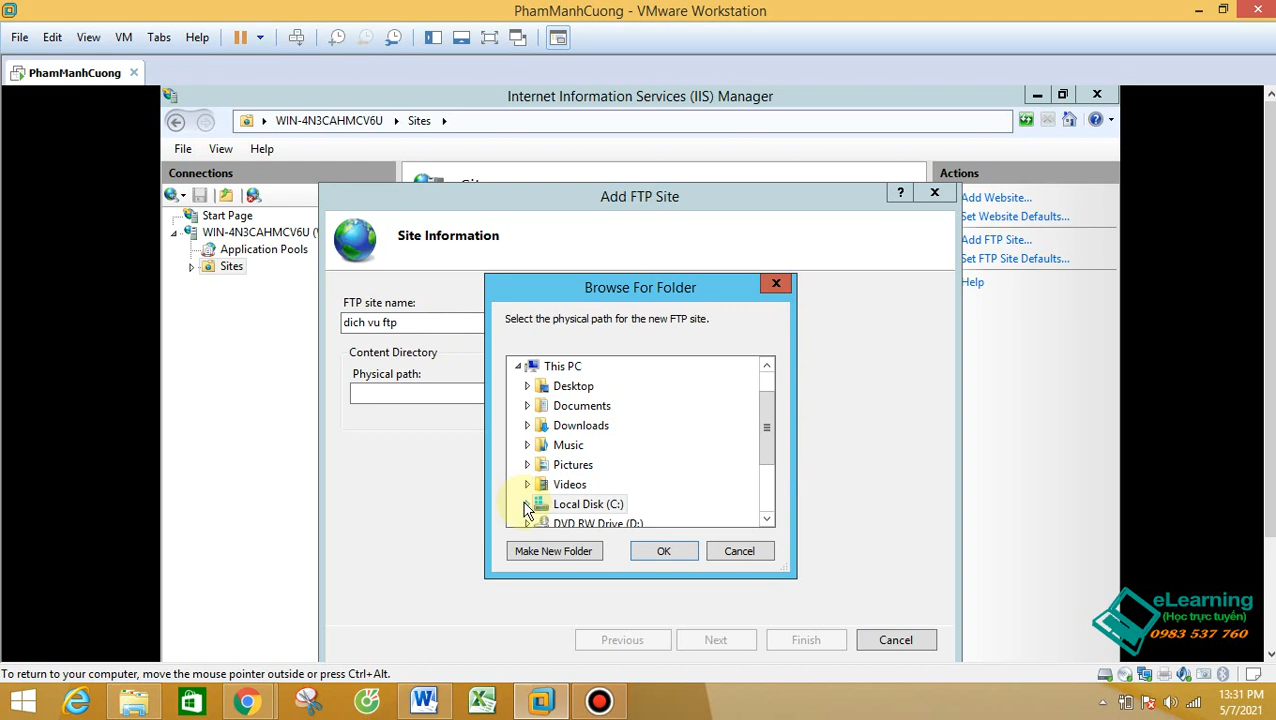 PhamManhCuong - VMware Workstation
File Edit View VM Tabs Help
PhamManhCuong
Internet Information Services (IIS) Manager
WIN-4N3CAHMCV6U Sites
File View Help
Connections
Actions
Start Page
WIN-4N3CAHMCV6U (
Application Pools
Sites
Add Website...
Set Website Defaults...
Add FTP Site...
Set FTP Site Defaults...
Help
Add FTP Site
Site Information
FTP site name:
dich vu ftp
Content Directory
Physical path:
Browse For Folder
Select the physical path for the new FTP site.
This PC
Desktop
Documents
Downloads
Music
Pictures
Videos
Local Disk (C:)
DVD RW Drive (D:)
Make New Folder OK Cancel
Previous Next Finish Cancel
eLearning
(Học trực tuyến)
0983 537 760
To return to your computer, move the mouse pointer outside or press Ctrl+Alt.
13:31 PM
5/7/2021